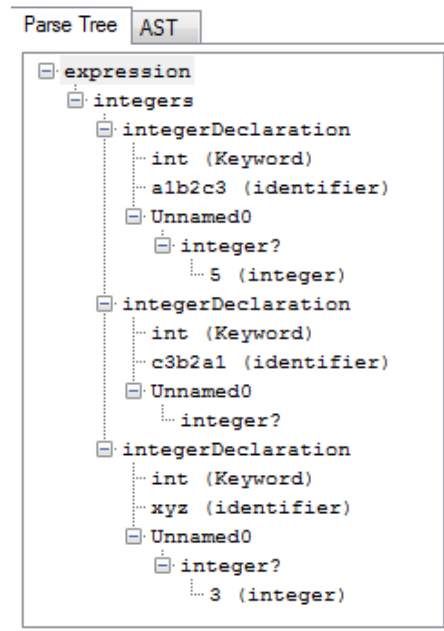 Parse Tree AST
expression
integers
integerDeclaration
int (Keyword)
a1b2c3 (identifier)
Unnamed0
integer?
5 (integer)
integerDeclaration
int (Keyword)
c3b2a1 (identifier)
Unnamed0
integer?
integerDeclaration
int (Keyword)
xyz (identifier)
Unnamed0
integer?
3 (integer)